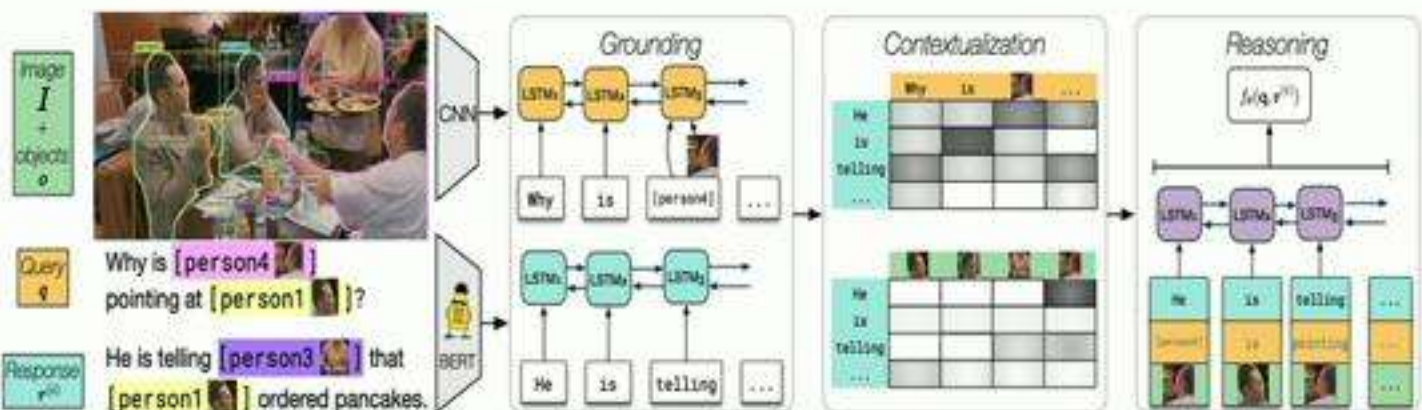 Image
I
+
objects
o
Query
q
Response
r(i)
Why is [person4]
pointing at [person1]?
He is telling [person3] that
[person1] ordered pancakes.
CNN
BERT
Grounding
LSTM₁ LSTM₂ LSTM₃
Why is [person4] ...
LSTM₁ LSTM₂ LSTM₃
He is telling ...
Contextualization
Why is ...
He
is
telling
...
He
is
telling
...
Reasoning
LSTM₁ LSTM₂ LSTM₃
He is telling ...
is pointing ...
...